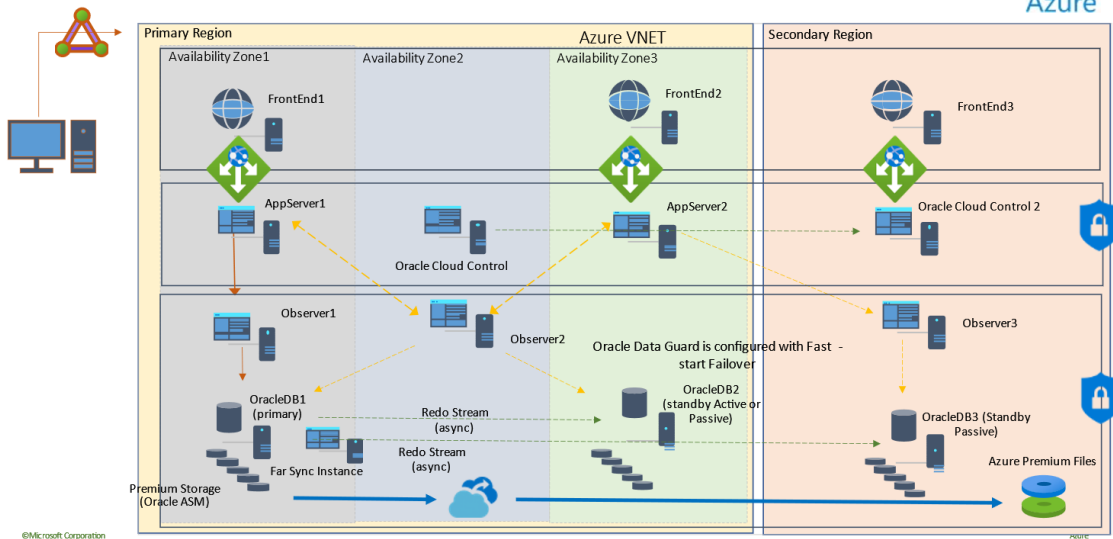 Azure
Primary Region
Azure VNET
Secondary Region
Availability Zone1
Availability Zone2
Availability Zone3
FrontEnd1
FrontEnd2
FrontEnd3
AppServer1
AppServer2
Oracle Cloud Control 2
Oracle Cloud Control
Observer1
Observer2
Observer3
Oracle Data Guard is configured with Fast -
start Failover
OracleDB1
(primary)
OracleDB2
(standby Active or
Passive)
OracleDB3 (Standby
Passive)
Redo Stream
(async)
Redo Stream
(async)
Far Sync Instance
Premium Storage
(Oracle ASM)
Azure Premium Files
©Microsoft Corporation
Azure